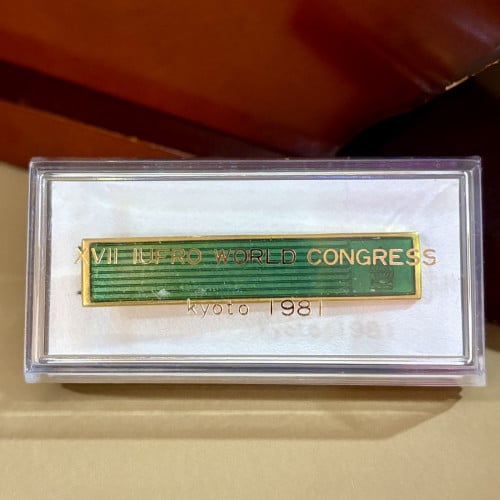 XVII IUFRO WORLD CONGRESS
kyoto 1981